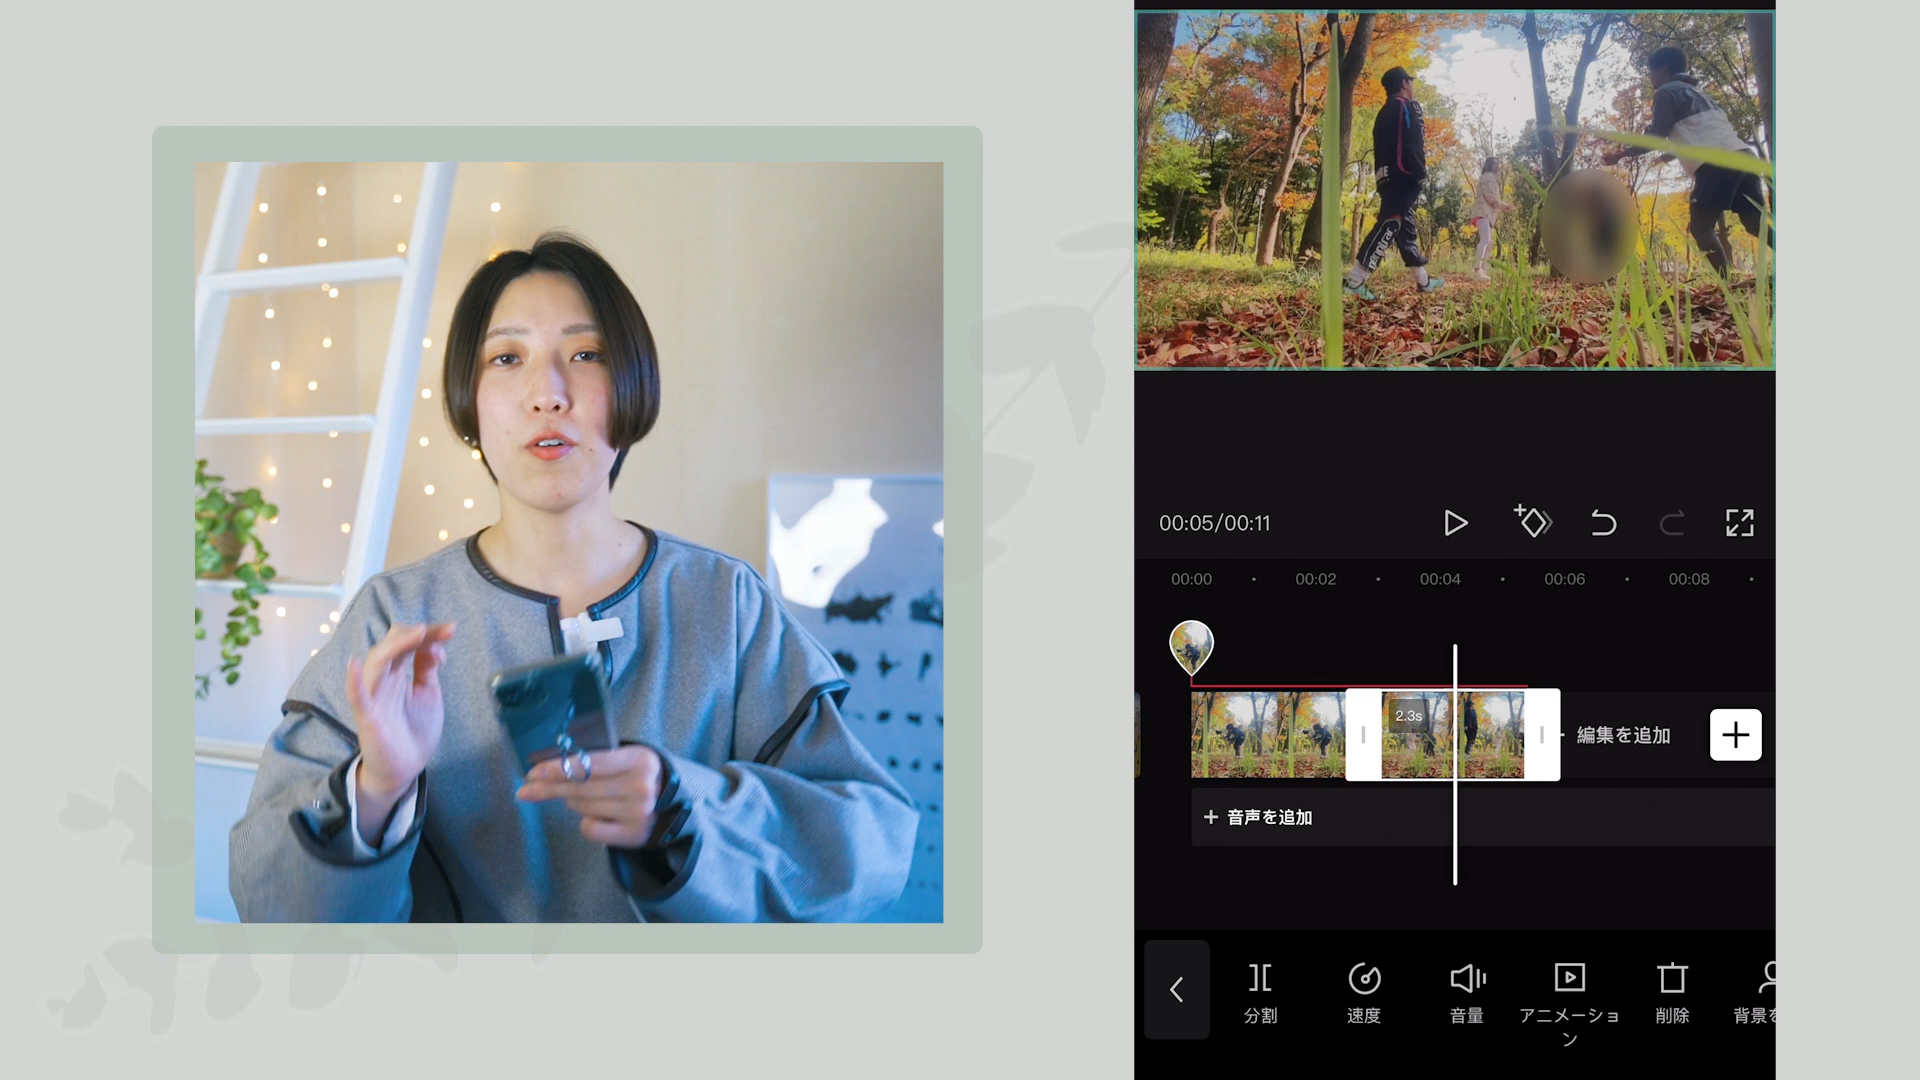 00:05/00:11
00:00
00:02
00:04
00:06
00:08
2.3s
編集を追加
音声を追加
分割
速度
音量
アニメーショ
ン
削除
背景を